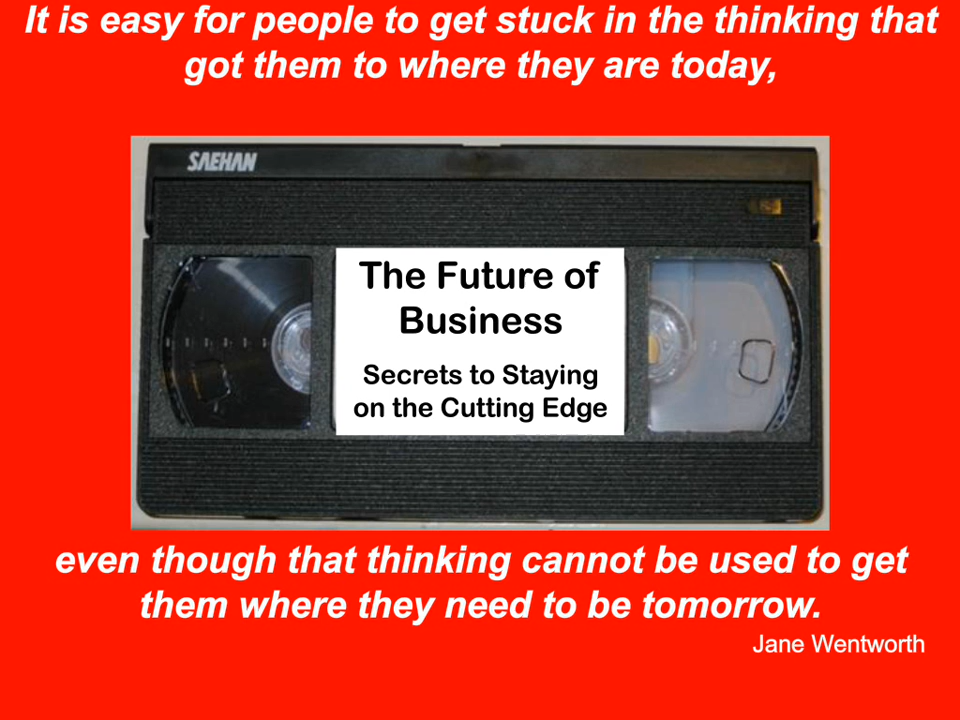 It is easy for people to get stuck in the thinking that
got them to where they are today,
SAEHAN
The Future of
Business
Secrets to Staying
on the Cutting Edge
even though that thinking cannot be used to get
them where they need to be tomorrow.
Jane Wentworth